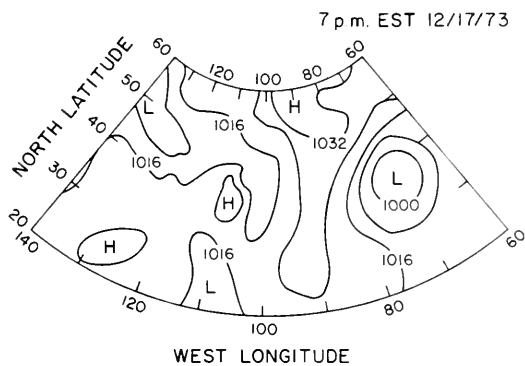 7 p.m. EST 12/17/73
NORTH LATITUDE
60 120 100 80 60
50 L H
40 1016 1032
1016
30 L
H 1000
20
140 H 1016 1016 60
L
120 80
100
WEST LONGITUDE